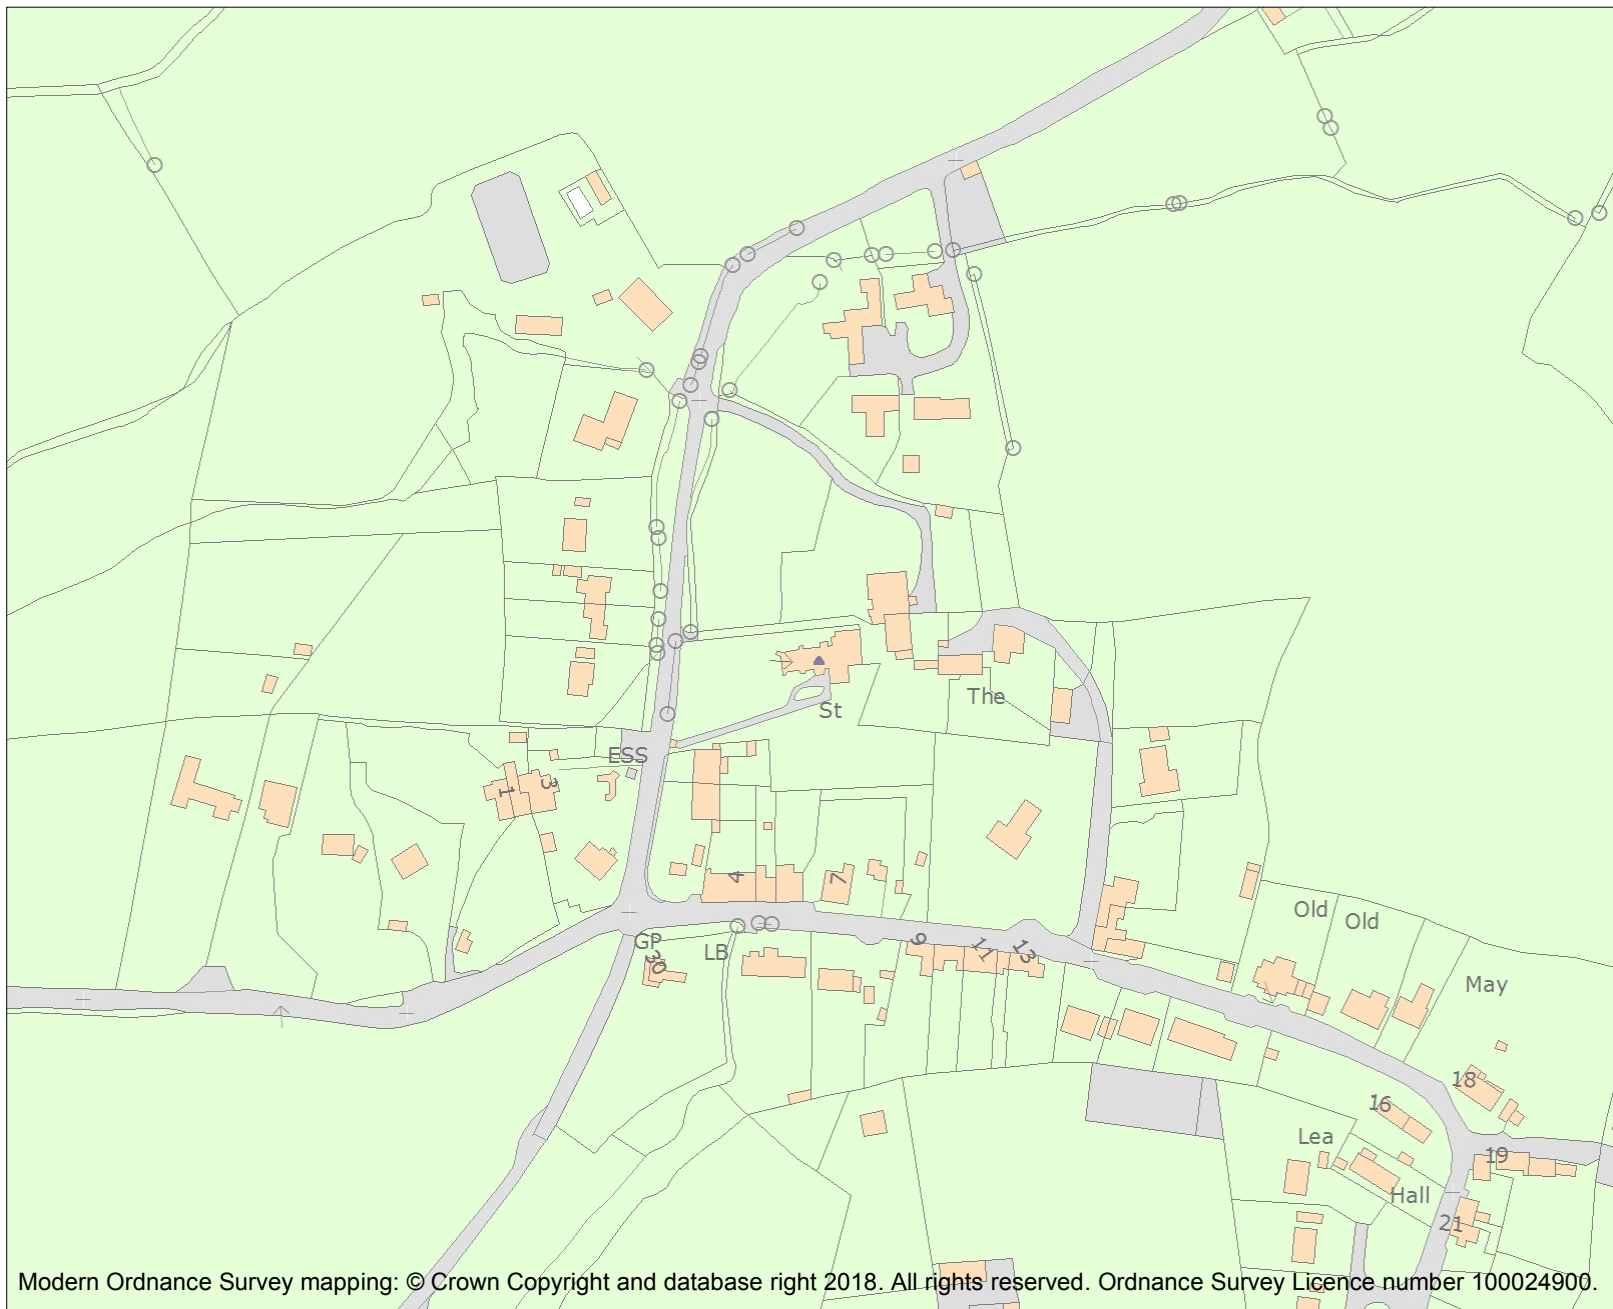 The
St
ESS
1
3
4
7
Old
Old
9
11
13
GP
30
LB
May
18
16
Lea
19
Hall
21
Modern Ordnance Survey mapping: © Crown Copyright and database right 2018. All rights reserved. Ordnance Survey Licence number 100024900.